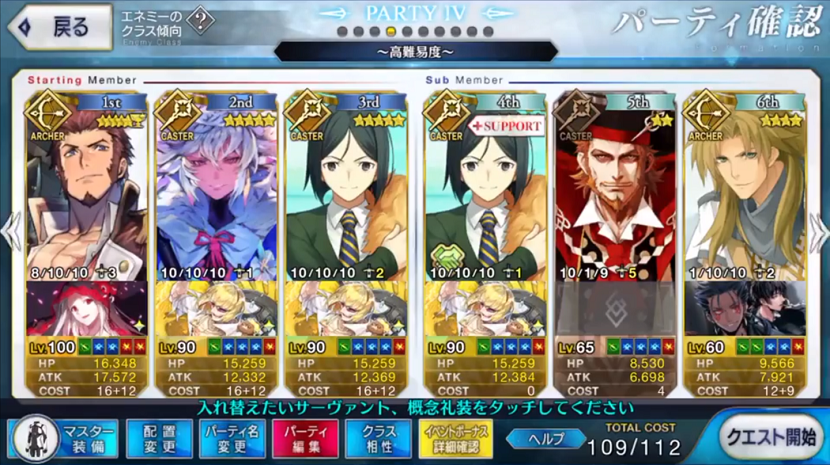 戻る
エネミーの
クラス傾向
Enemy Class
?
PARTY IV
～高難易度～
パーティ確認
Starting Member
Sub Member
1st
ARCHER
8/10/10 +3
Lv.100
HP 16,348
ATK 17,572
COST 16+12
2nd
CASTER
10/10/10 +1
Lv.90
HP 15,259
ATK 12,332
COST 16+12
3rd
CASTER
10/10/10 +2
Lv.90
HP 15,259
ATK 12,369
COST 16+12
4th
CASTER
+SUPPORT
10/10/10 +1
Lv.90
HP 15,259
ATK 12,384
COST 0
5th
CASTER
10/1/9 +5
Lv.65
HP 8,530
ATK 6,698
COST 4
6th
ARCHER
1/10/10 +2
Lv.60
HP 9,566
ATK 7,921
COST 12+9
入れ替えたいサーヴァント、概念礼装をタッチしてください
マスター
装備
配置
変更
パーティ名
変更
パーティ
編集
クラス
相性
イベントボーナス
詳細確認
ヘルプ
TOTAL COST
109/112
クエスト開始